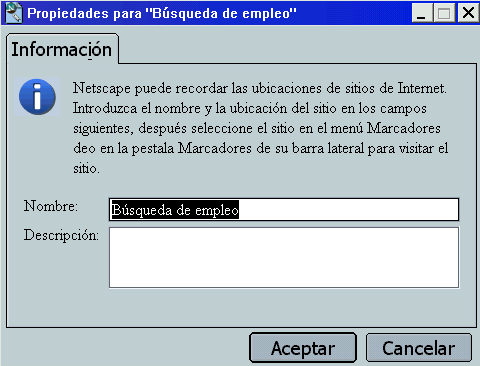 Propiedades para "Búsqueda de empleo"
Información
Netscape puede recordar las ubicaciones de sitios de Internet.
Introduzca el nombre y la ubicación del sitio en los campos
siguientes, después seleccione el sitio en el menú Marcadores
deo en la pestala Marcadores de su barra lateral para visitar el
sitio.
Nombre:
Búsqueda de empleo
Descripción:
Aceptar
Cancelar